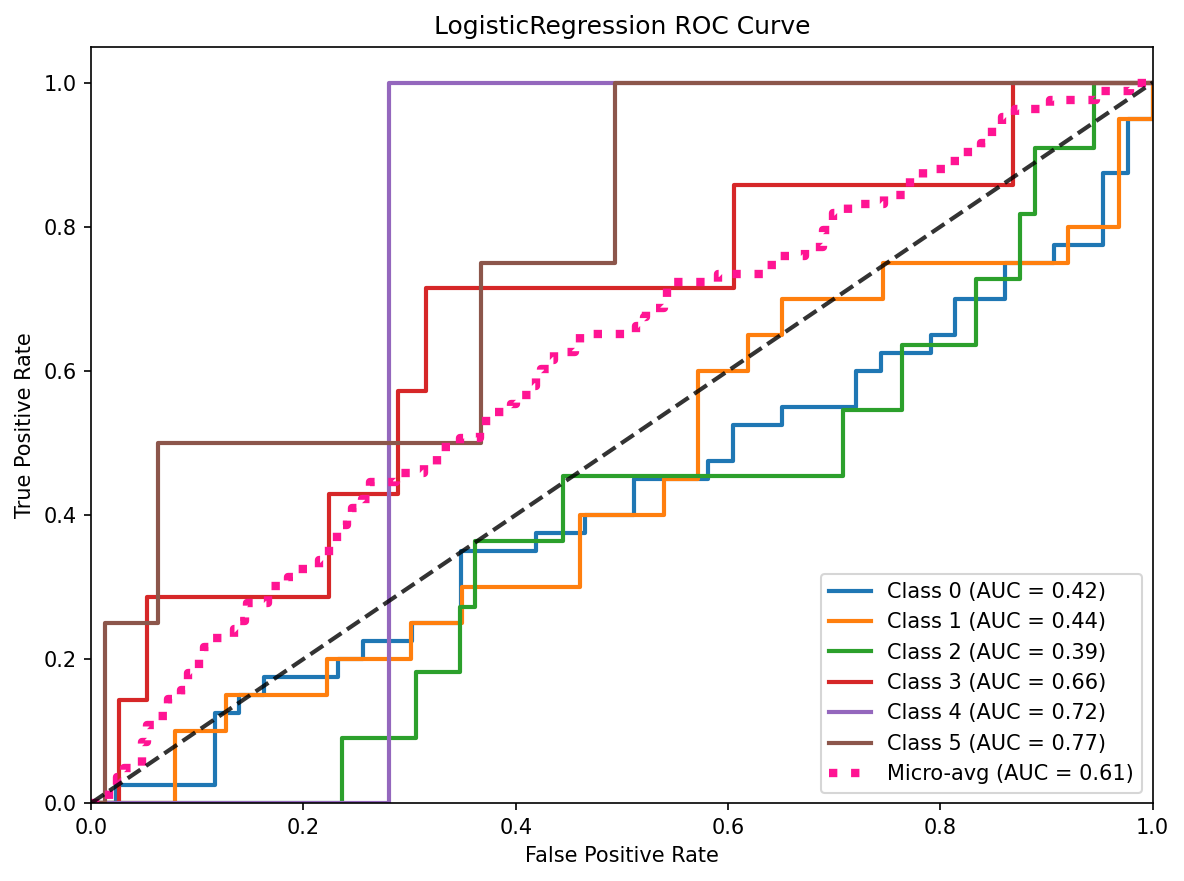 LogisticRegression ROC Curve
True Positive Rate
1.0
0.8
0.6
0.4
0.2
0.0
Class 0 (AUC = 0.42)
Class 1 (AUC = 0.44)
Class 2 (AUC = 0.39)
Class 3 (AUC = 0.66)
Class 4 (AUC = 0.72)
Class 5 (AUC = 0.77)
Micro-avg (AUC = 0.61)
0.0 0.2 0.4 0.6 0.8 1.0
False Positive Rate